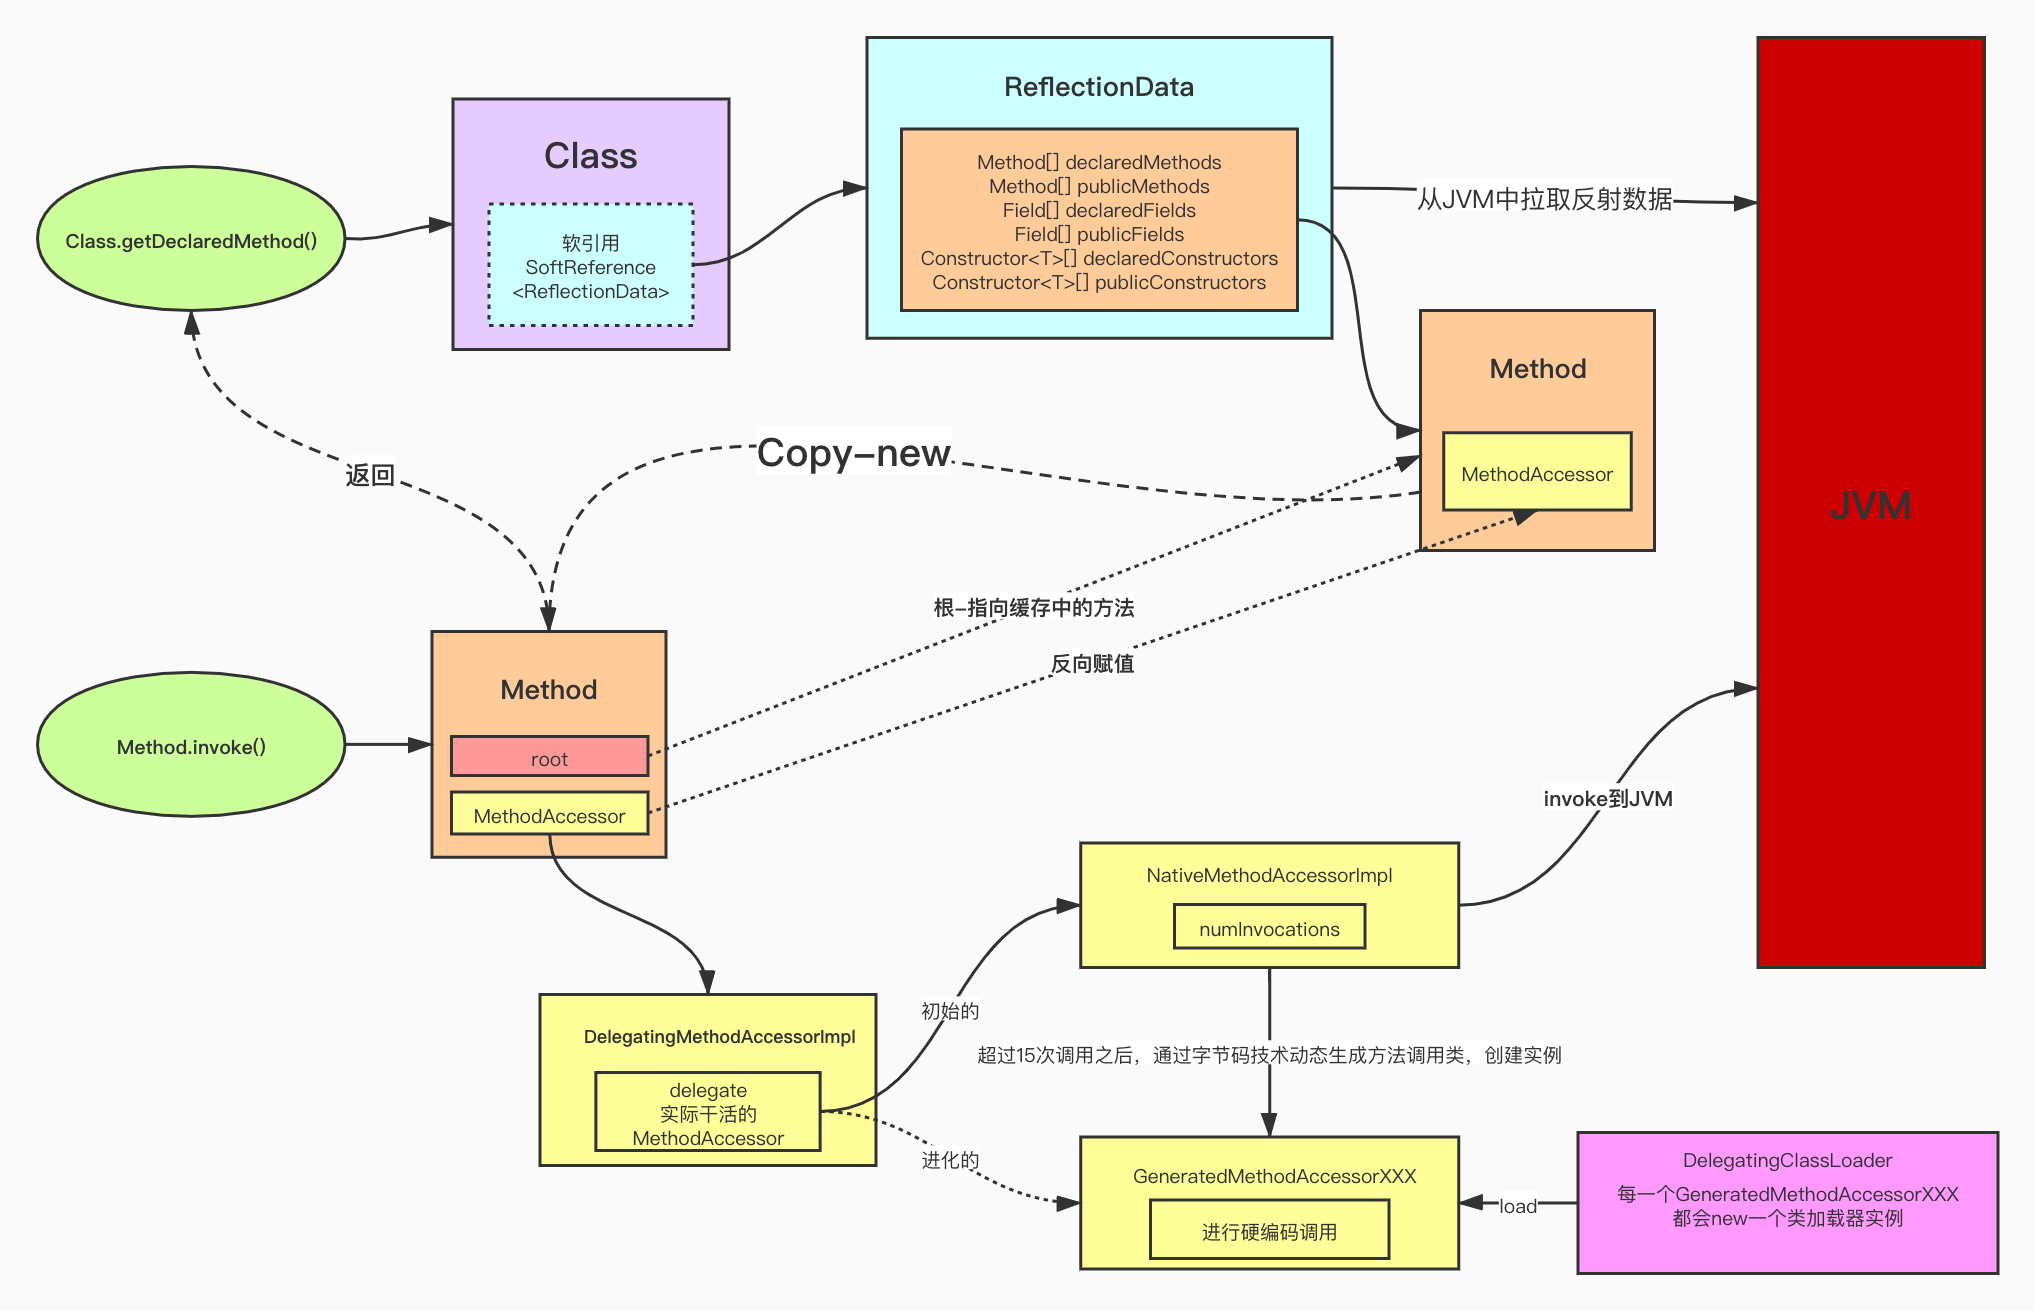 Class.getDeclaredMethod()
Class
软引用
SoftReference
<ReflectionData>
ReflectionData
Method[] declaredMethods
Method[] publicMethods
Field[] declaredFields
Field[] publicFields
Constructor<T>[] declaredConstructors
Constructor<T>[] publicConstructors
从JVM中拉取反射数据
JVM
Method
MethodAccessor
Copy-new
返回
根-指向缓存中的方法
反向赋值
Method.invoke()
Method
root
MethodAccessor
invoke到JVM
NativeMethodAccessorImpl
numInvocations
初始的
DelegatingMethodAccessorImpl
delegate
实际干活的
MethodAccessor
超过15次调用之后，通过字节码技术动态生成方法调用类，创建实例
进化的
GeneratedMethodAccessorXXX
进行硬编码调用
load
DelegatingClassLoader
每一个GeneratedMethodAccessorXXX
都会new一个类加载器实例